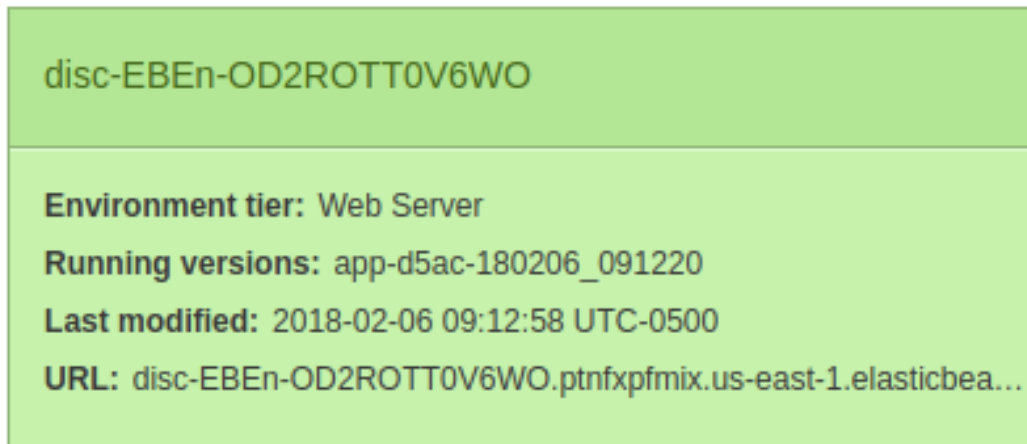 disc-EBEn-OD2ROTT0V6WO
Environment tier: Web Server
Running versions: app-d5ac-180206_091220
Last modified: 2018-02-06 09:12:58 UTC-0500
URL: disc-EBEn-OD2ROTT0V6WO.ptnfxpfmix.us-east-1.elasticbea...